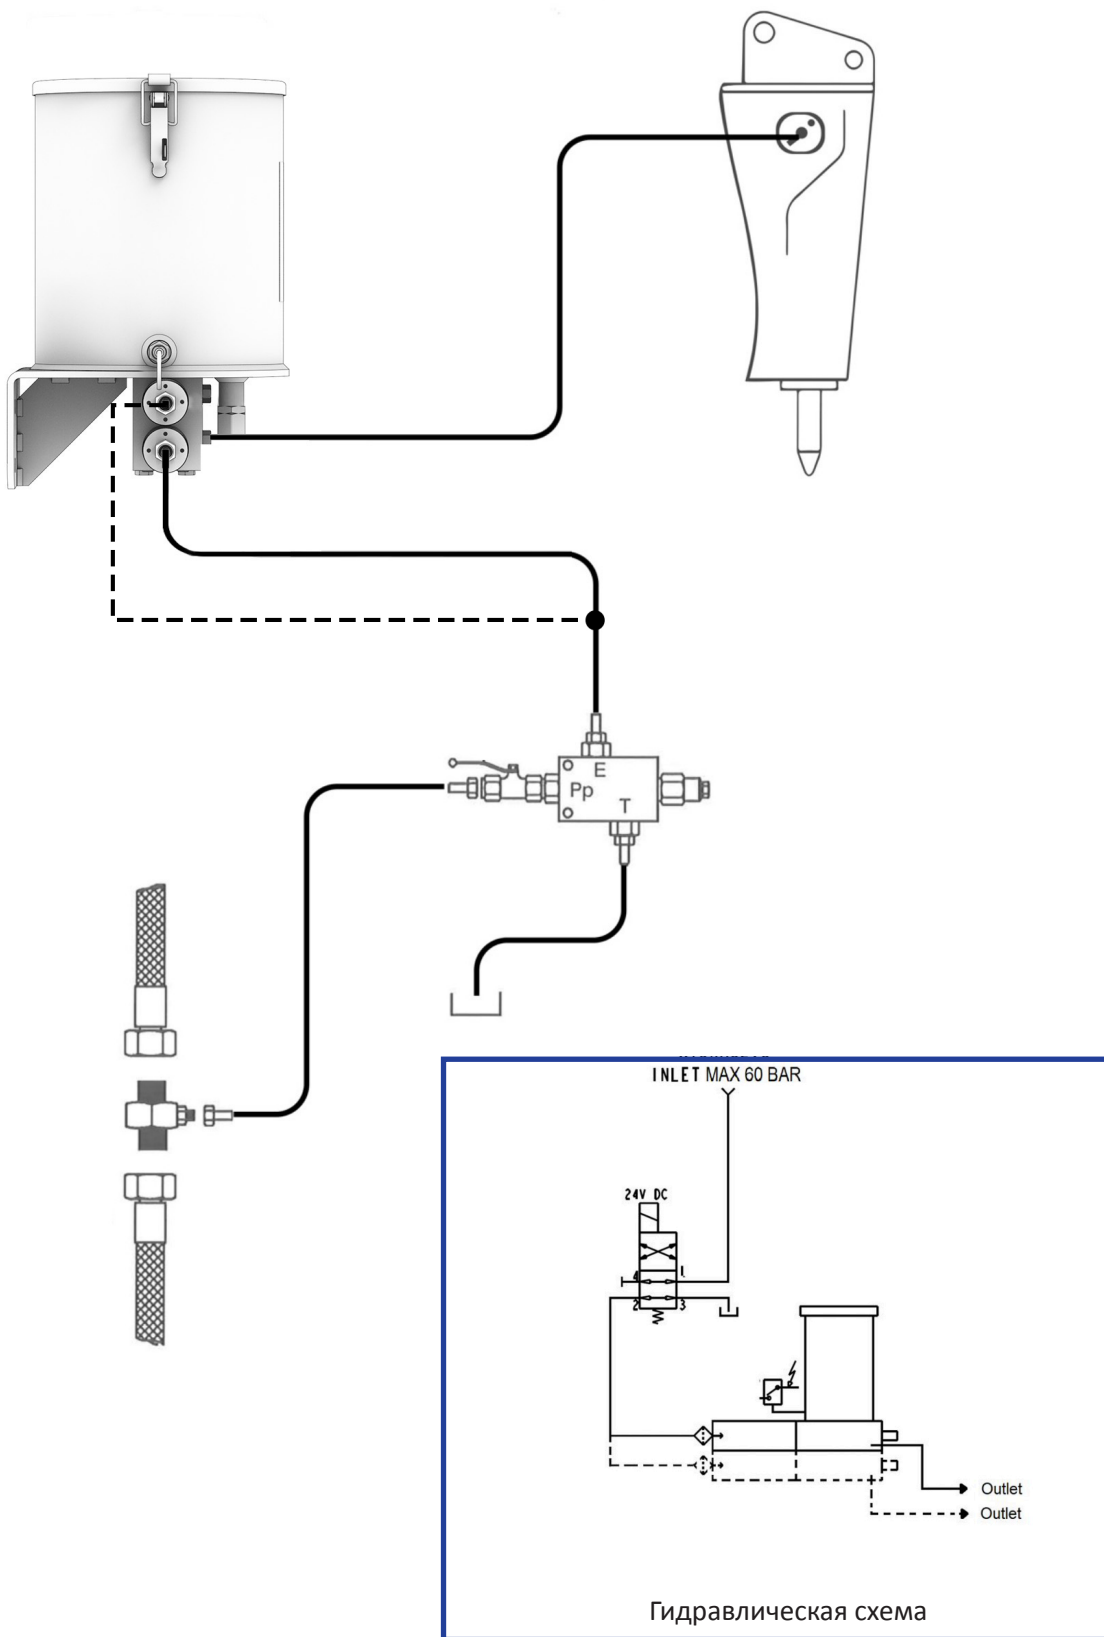 E
Pp
T
INLET MAX 60 BAR
24V DC
4 1
2 3
Outlet
Outlet
Гидравлическая схема